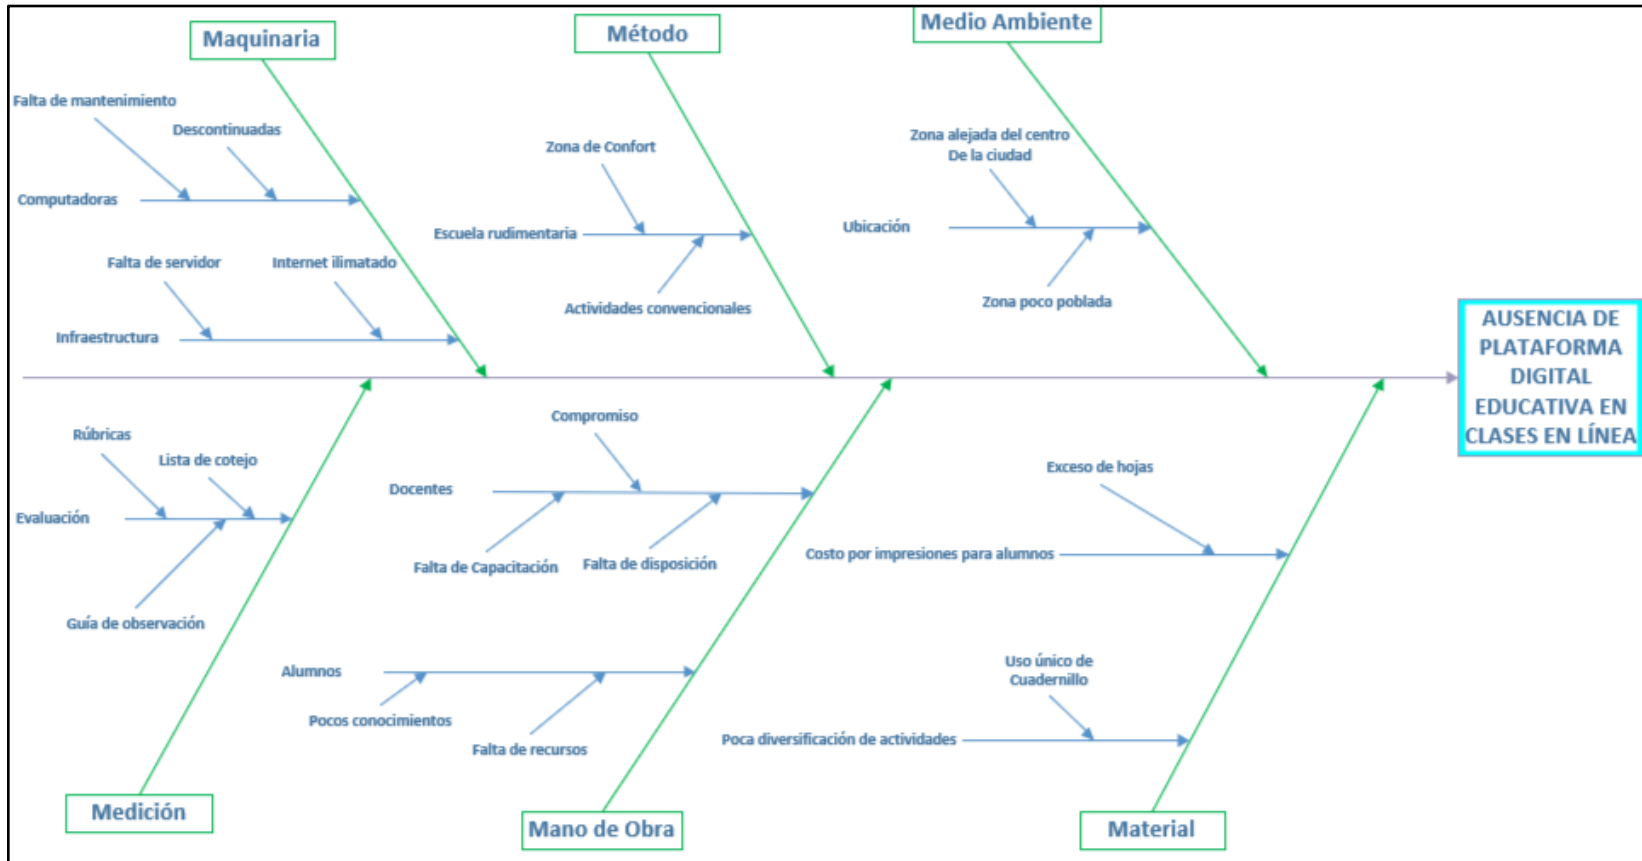 Maquinaria
Método
Medio Ambiente
Falta de mantenimiento
Descontinuadas
Computadoras
Falta de servidor
Internet ilimatado
Infraestructura
Zona de Confort
Escuela rudimentaria
Actividades convencionales
Zona alejada del centro
De la ciudad
Ubicación
Zona poco poblada
AUSENCIA DE
PLATAFORMA
DIGITAL
EDUCATIVA EN
CLASES EN LÍNEA
Rúbricas
Lista de cotejo
Evaluación
Guía de observación
Compromiso
Docentes
Falta de Capacitación
Falta de disposición
Alumnos
Pocos conocimientos
Falta de recursos
Exceso de hojas
Costo por impresiones para alumnos
Uso único de
Cuadernillo
Poca diversificación de actividades
Medición
Mano de Obra
Material